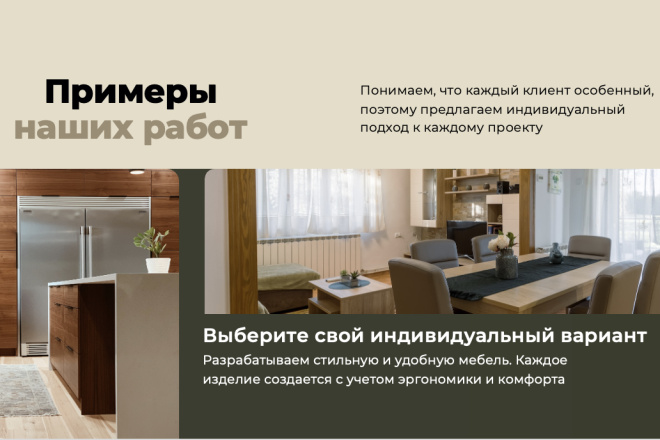 Примеры
наших работ
Понимаем, что каждый клиент особенный,
поэтому предлагаем индивидуальный
подход к каждому проекту
Выберите свой индивидуальный вариант
Разрабатываем стильную и удобную мебель. Каждое
изделие создается с учетом эргономики и комфорта